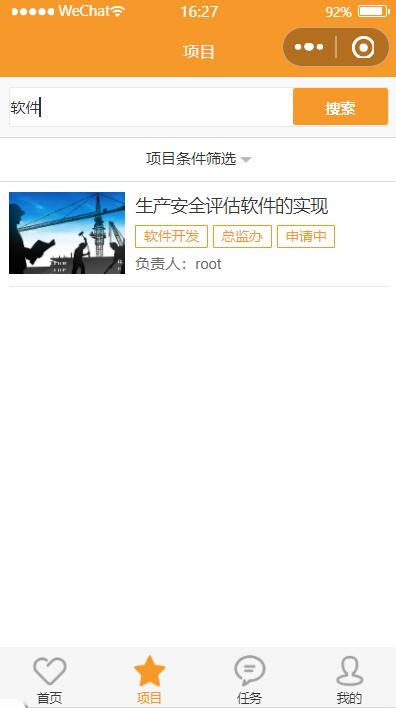 WeChat 16:27 92%
项目
软件 搜索
项目条件筛选
生产安全评估软件的实现
软件开发 总监办 申请中
负责人：root
首页 项目 任务 我的